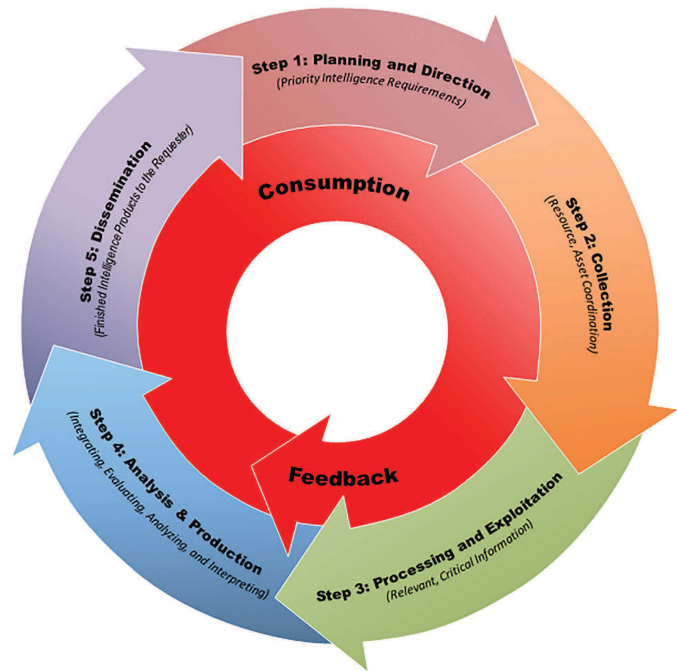 Step 1: Planning and Direction
(Priority Intelligence Requirements)
Step 2: Collection
(Resource, Asset Coordination)
Step 3: Processing and Exploitation
(Relevant, Critical Information)
Step 4: Analysis & Production
(Integrating, Evaluating, Analyzing, and Interpreting)
Step 5: Dissemination
(Finished Intelligence Products to the Requester)
Consumption
Feedback